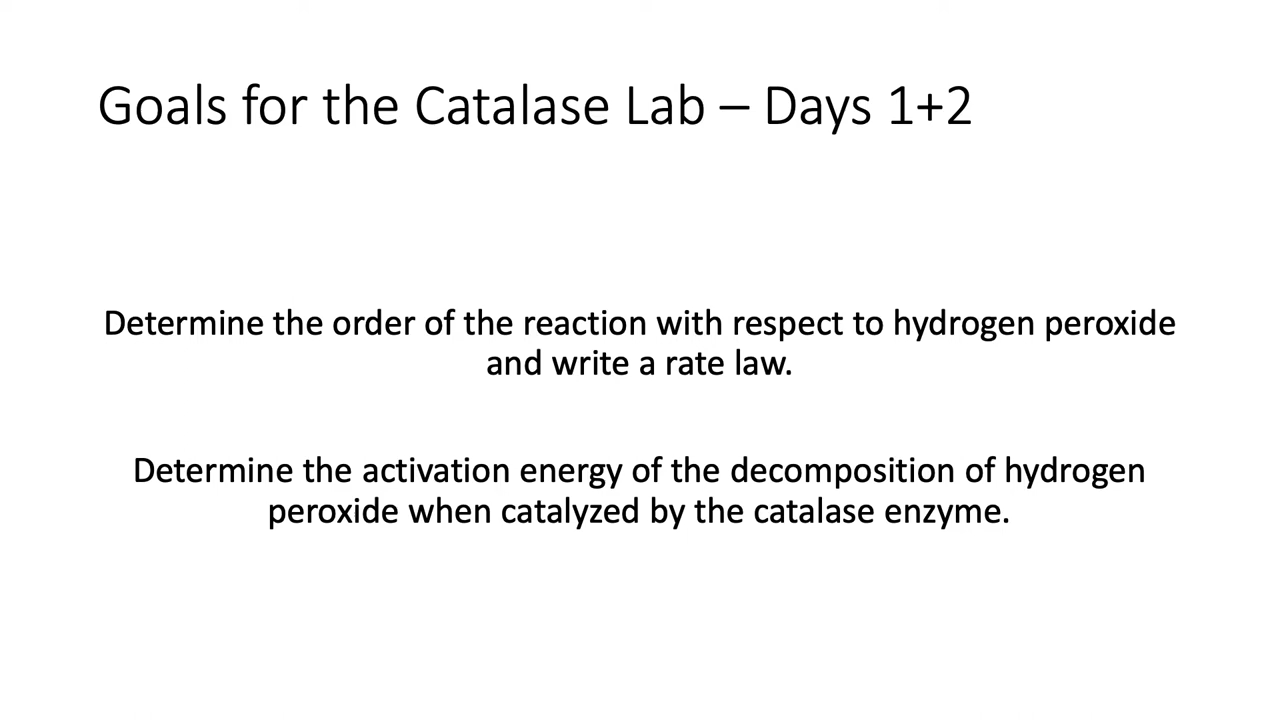 Goals for the Catalase Lab – Days 1+2
Determine the order of the reaction with respect to hydrogen peroxide
and write a rate law.
Determine the activation energy of the decomposition of hydrogen
peroxide when catalyzed by the catalase enzyme.